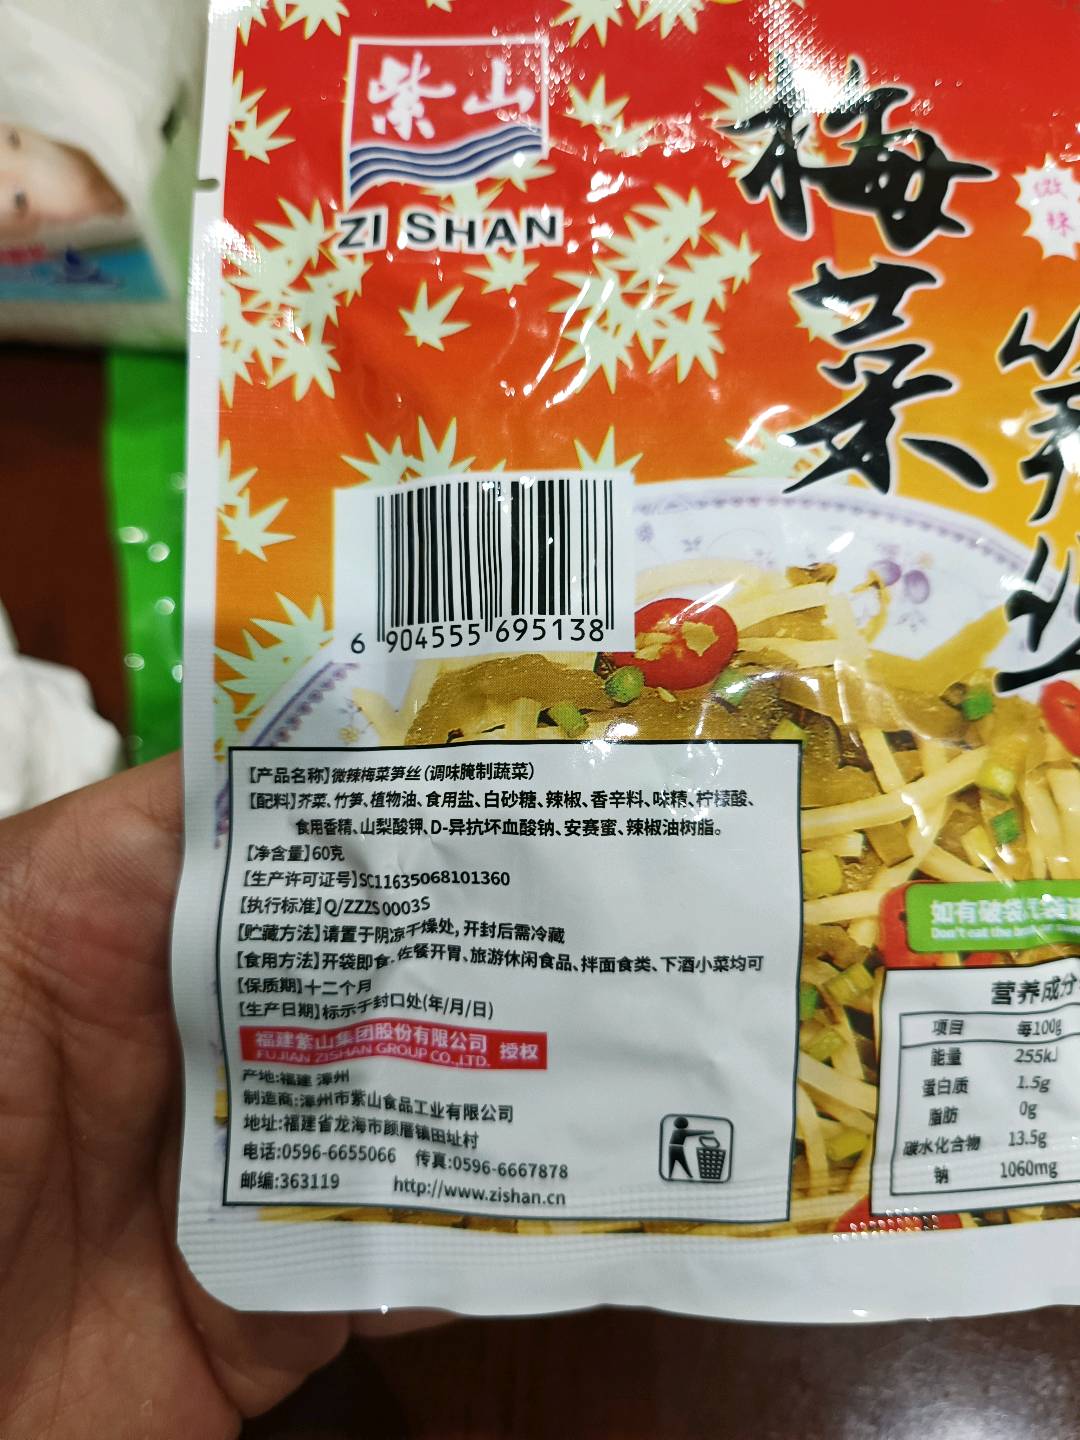 紫山
ZI SHAN
梅菜
笋丝
微辣
6 904555 695138
【产品名称】微辣梅菜笋丝(调味腌制蔬菜)
【配料】芥菜、竹笋、植物油、食用盐、白砂糖、辣椒、香辛料、味精、柠檬酸、
食用香精、山梨酸钾、D-异抗坏血酸钠、安赛蜜、辣椒油树脂。
【净含量】60克
【生产许可证号】SC11635068101360
【执行标准】Q/ZZZS 0003S
【贮藏方法】请置于阴凉干燥处,开封后需冷藏
【食用方法】开袋即食、佐餐开胃、旅游休闲食品、拌面食类、下酒小菜均可
【保质期】十二个月
【生产日期】标示于封口处(年/月/日)
福建紫山集团股份有限公司 授权
FUJIAN ZISHAN GROUP CO.,LTD.
产地:福建 漳州
制造商:漳州市紫山食品工业有限公司
地址:福建省龙海市颜厝镇田址村
电话:0596-6655066 传真:0596-6667878
邮编:363119 http://www.zishan.cn
如有破袋
Don't eat the
营养成分
项目 每100g
能量 255kJ
蛋白质 1.5g
脂肪 0g
碳水化合物 13.5g
钠 1060mg